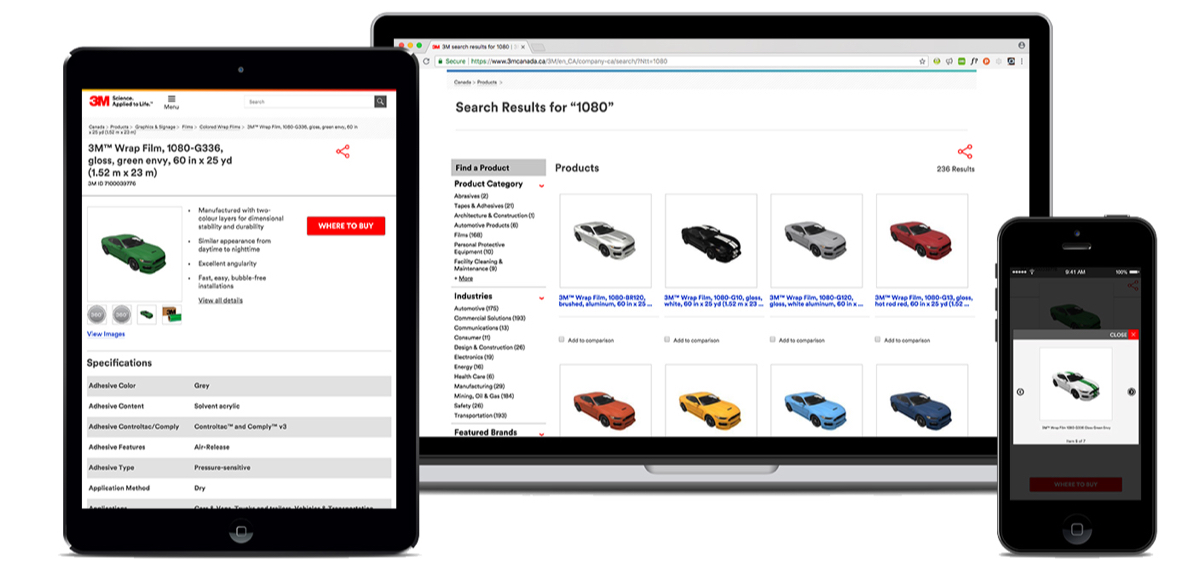 3M Science.
Applied to Life.™
Menu
Search
Canada > Products > Graphics & Signage > Films > Colored Wrap Films > 3M™ Wrap Film, 1080-G336, gloss, green envy, 60 in
x 25 yd (1.52 m x 23 m)
3M™ Wrap Film, 1080-G336,
gloss, green envy, 60 in x 25 yd
(1.52 m x 23 m)
3M ID 7100039776
• Manufactured with two-
colour layers for dimensional
stability and durability
• Similar appearance from
daytime to nighttime
• Excellent angularity
• Fast, easy, bubble-free
installations
View all details
WHERE TO BUY
360°
360°
View Images
Specifications
Adhesive Color Grey
Adhesive Content Solvent acrylic
Adhesive Controltec/Comply Controltec™ and Comply™ v3
Adhesive Features Air-Release
Adhesive Type Pressure-sensitive
Application Method Dry
Applications Cars & Vans, Trucks and trailers, Vehicles & Transportation
3M search results for 1080
Secure https://www.3mcanada.ca/3M/en_CA/company-ca/search/?Ntt=1080
Canada > Products >
Search Results for “1080”
Find a Product
Product Category
Abrasives (2)
Tapes & Adhesives (21)
Architecture & Construction (1)
Automotive Products (6)
Films (168)
Personal Protective
Equipment (10)
Facility Cleaning &
Maintenance (9)
+ More
Industries
Automotive (175)
Commercial Solutions (193)
Communications (13)
Consumer (11)
Design & Construction (26)
Electronics (19)
Energy (16)
Health Care (6)
Manufacturing (29)
Mining, Oil & Gas (184)
Safety (26)
Transportation (193)
Featured Brands
Products
236 Results
3M™ Wrap Film, 1080-BR120,
brushed, aluminum, 60 in x 25 ...
3M™ Wrap Film, 1080-G10, gloss,
white, 60 in x 25 yd (1.52 m x 23 ...
3M™ Wrap Film, 1080-G120,
gloss, white aluminum, 60 in x ...
3M™ Wrap Film, 1080-G13, gloss,
hot rod red, 60 in x 25 yd (1.52 ...
Add to comparison
Add to comparison
Add to comparison
Add to comparison
9:41 AM
100%
CLOSE X
3M™ Wrap Film 1080-G336 Gloss Green Envy
WHERE TO BUY